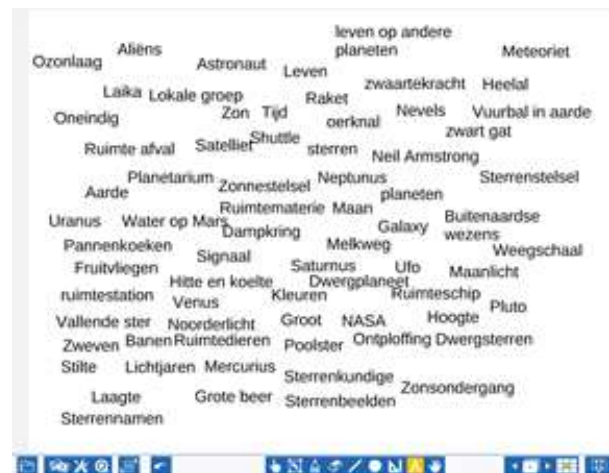 leven op andere
planeten
Aliëns
Meteoriet
Ozonlaag
Astronaut
Leven
zwaartekracht
Heelal
Laika
Lokale groep
Raket
Oneindig
Zon
Tijd
oerknal
Nevels
Vuurbal in aarde
zwart gat
Ruimte afval
Satelliet
Shuttle
sterren
Neil Armstrong
Planetarium
Zonnestelsel
Neptunus
Sterrenstelsel
Aarde
planeten
Ruimtematerie
Maan
Uranus
Water op Mars
Dampkring
Galaxy
Buitenaardse
wezens
Pannenkoeken
Signaal
Melkweg
Weegschaal
Fruitvliegen
Saturnus
Ufo
Maanlicht
Hitte en koelte
Dwergplaneet
ruimtestation
Venus
Kleuren
Ruimteschip
Pluto
Vallende ster
Noorderlicht
Groot
NASA
Hoogte
Zweven
Banen
Ruimtedieren
Poolster
Ontploffing
Dwergsterren
Stilte
Lichtjaren
Mercurius
Sterrenkundige
Zonsondergang
Laagte
Grote beer
Sterrenbeelden
Sterrennamen